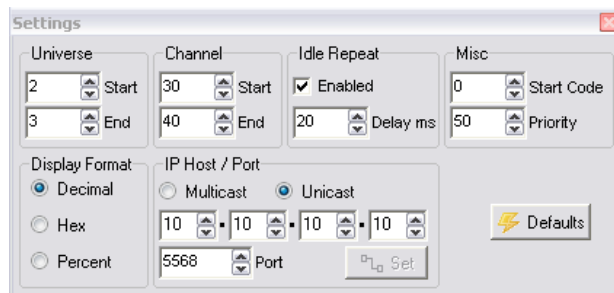 Settings
Universe
2 Start
3 End
Channel
30 Start
40 End
Idle Repeat
Enabled
20 Delay ms
Misc
0 Start Code
50 Priority
Display Format
Decimal
Hex
Percent
IP Host / Port
Multicast Unicast
10 . 10 . 10 . 10
5568 Port
Set
Defaults